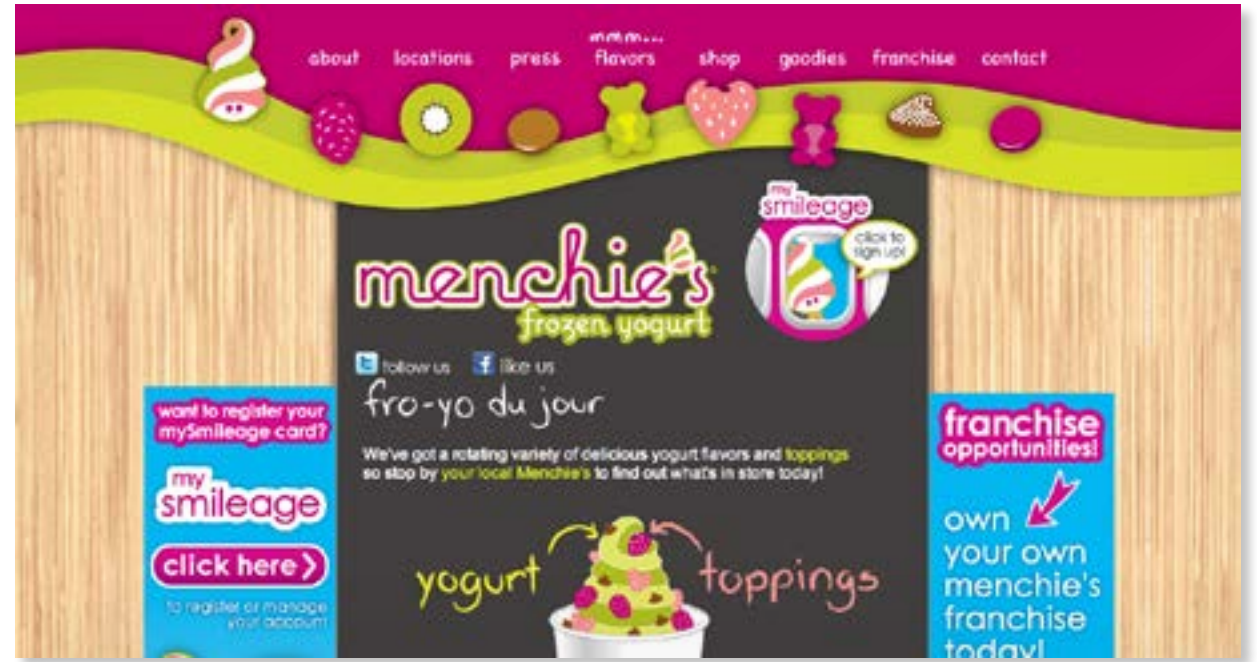 mmm...
about locations press flavors shop goodies franchise contact
my
smileage
click to
sign up!
menchie's
frozen yogurt
follow us like us
fro-yo du jour
We've got a rotating variety of delicious yogurt flavors and toppings
so stop by your local Menchie's to find out what's in store today!
yogurt toppings
want to register your
mySmileage card?
my
smileage
click here
to register or manage
your account
franchise
opportunities!
own
your own
menchie's
franchise
today!